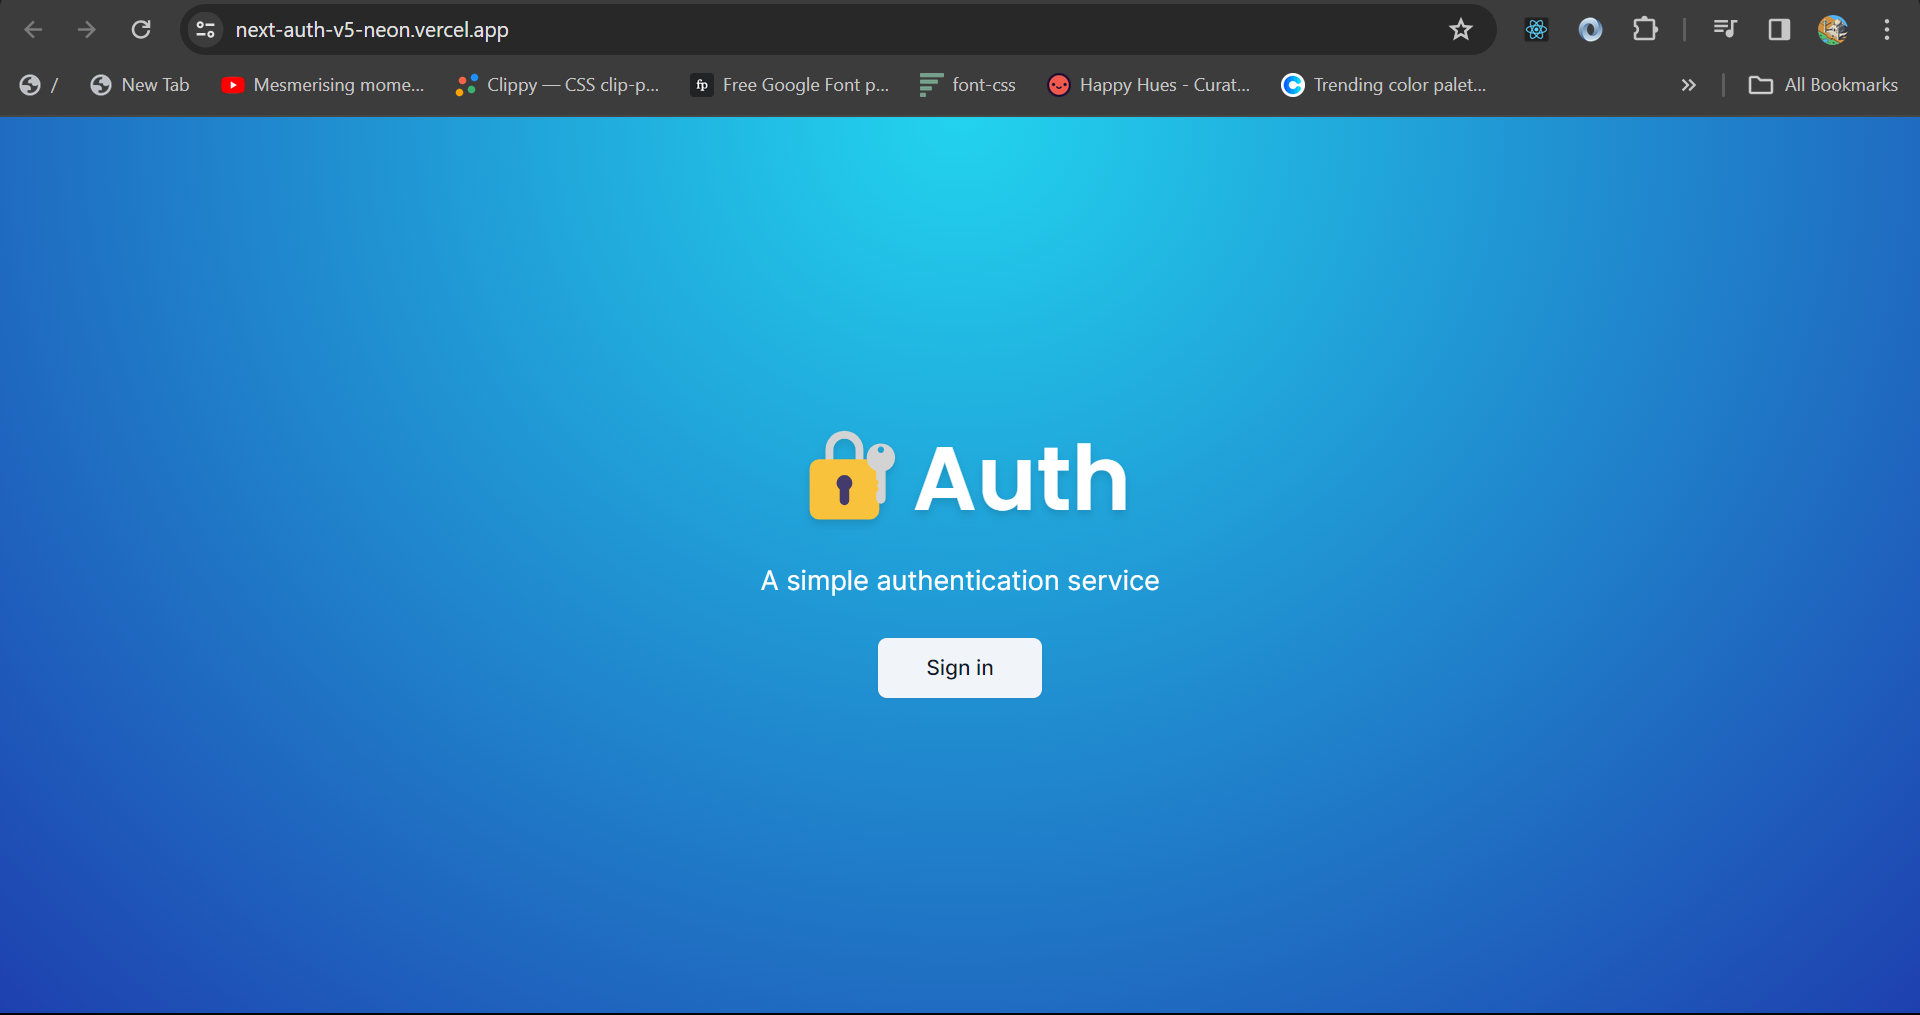 next-auth-v5-neon.vercel.app
/ New Tab Mesmerising mome... Clippy — CSS clip-p... fp Free Google Font p... font-css Happy Hues - Curat... Trending color palet... » All Bookmarks
Auth
A simple authentication service
Sign in